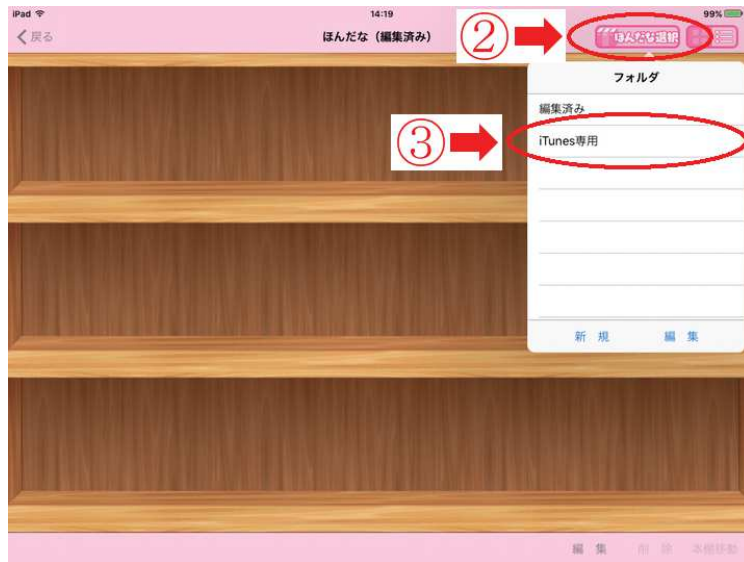 iPad 14:19 99%
戻る ほんだな（編集済み） ② ほんだな選択
フォルダ
編集済み
③ iTunes専用
新 規 編 集
編 集 削 除 本棚移動